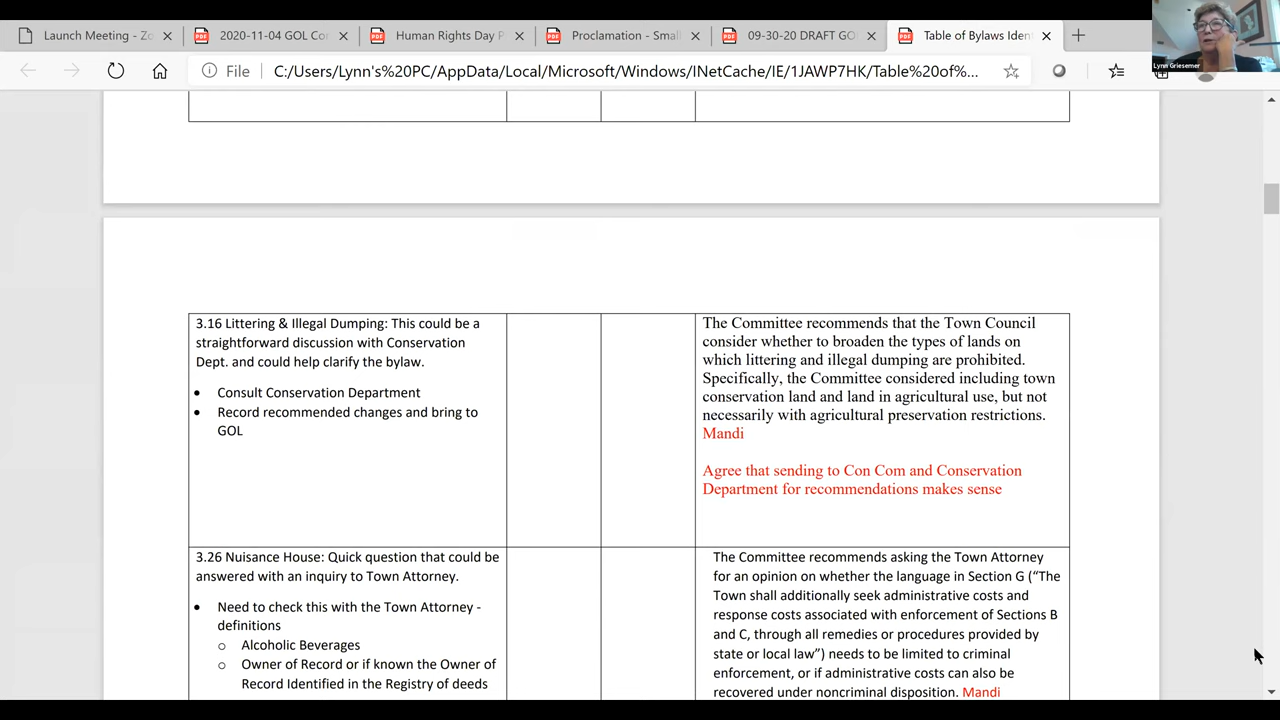 Launch Meeting - Zo
2020-11-04 GOL Co
Human Rights Day P
Proclamation - Small
09-30-20 DRAFT GO
Table of Bylaws Iden
File
C:/Users/Lynn's%20PC/AppData/Local/Microsoft/Windows/INetCache/IE/1JAWP7HK/Table%20of%...
Lynn Griesemer
3.16 Littering & Illegal Dumping: This could be a
straightforward discussion with Conservation
Dept. and could help clarify the bylaw.
• Consult Conservation Department
• Record recommended changes and bring to
GOL
The Committee recommends that the Town Council
consider whether to broaden the types of lands on
which littering and illegal dumping are prohibited.
Specifically, the Committee considered including town
conservation land and land in agricultural use, but not
necessarily with agricultural preservation restrictions.
Mandi
Agree that sending to Con Com and Conservation
Department for recommendations makes sense
3.26 Nuisance House: Quick question that could be
answered with an inquiry to Town Attorney.
• Need to check this with the Town Attorney -
definitions
o Alcoholic Beverages
o Owner of Record or if known the Owner of
Record Identified in the Registry of deeds
The Committee recommends asking the Town Attorney
for an opinion on whether the language in Section G (“The
Town shall additionally seek administrative costs and
response costs associated with enforcement of Sections B
and C, through all remedies or procedures provided by
state or local law”) needs to be limited to criminal
enforcement, or if administrative costs can also be
recovered under noncriminal disposition. Mandi